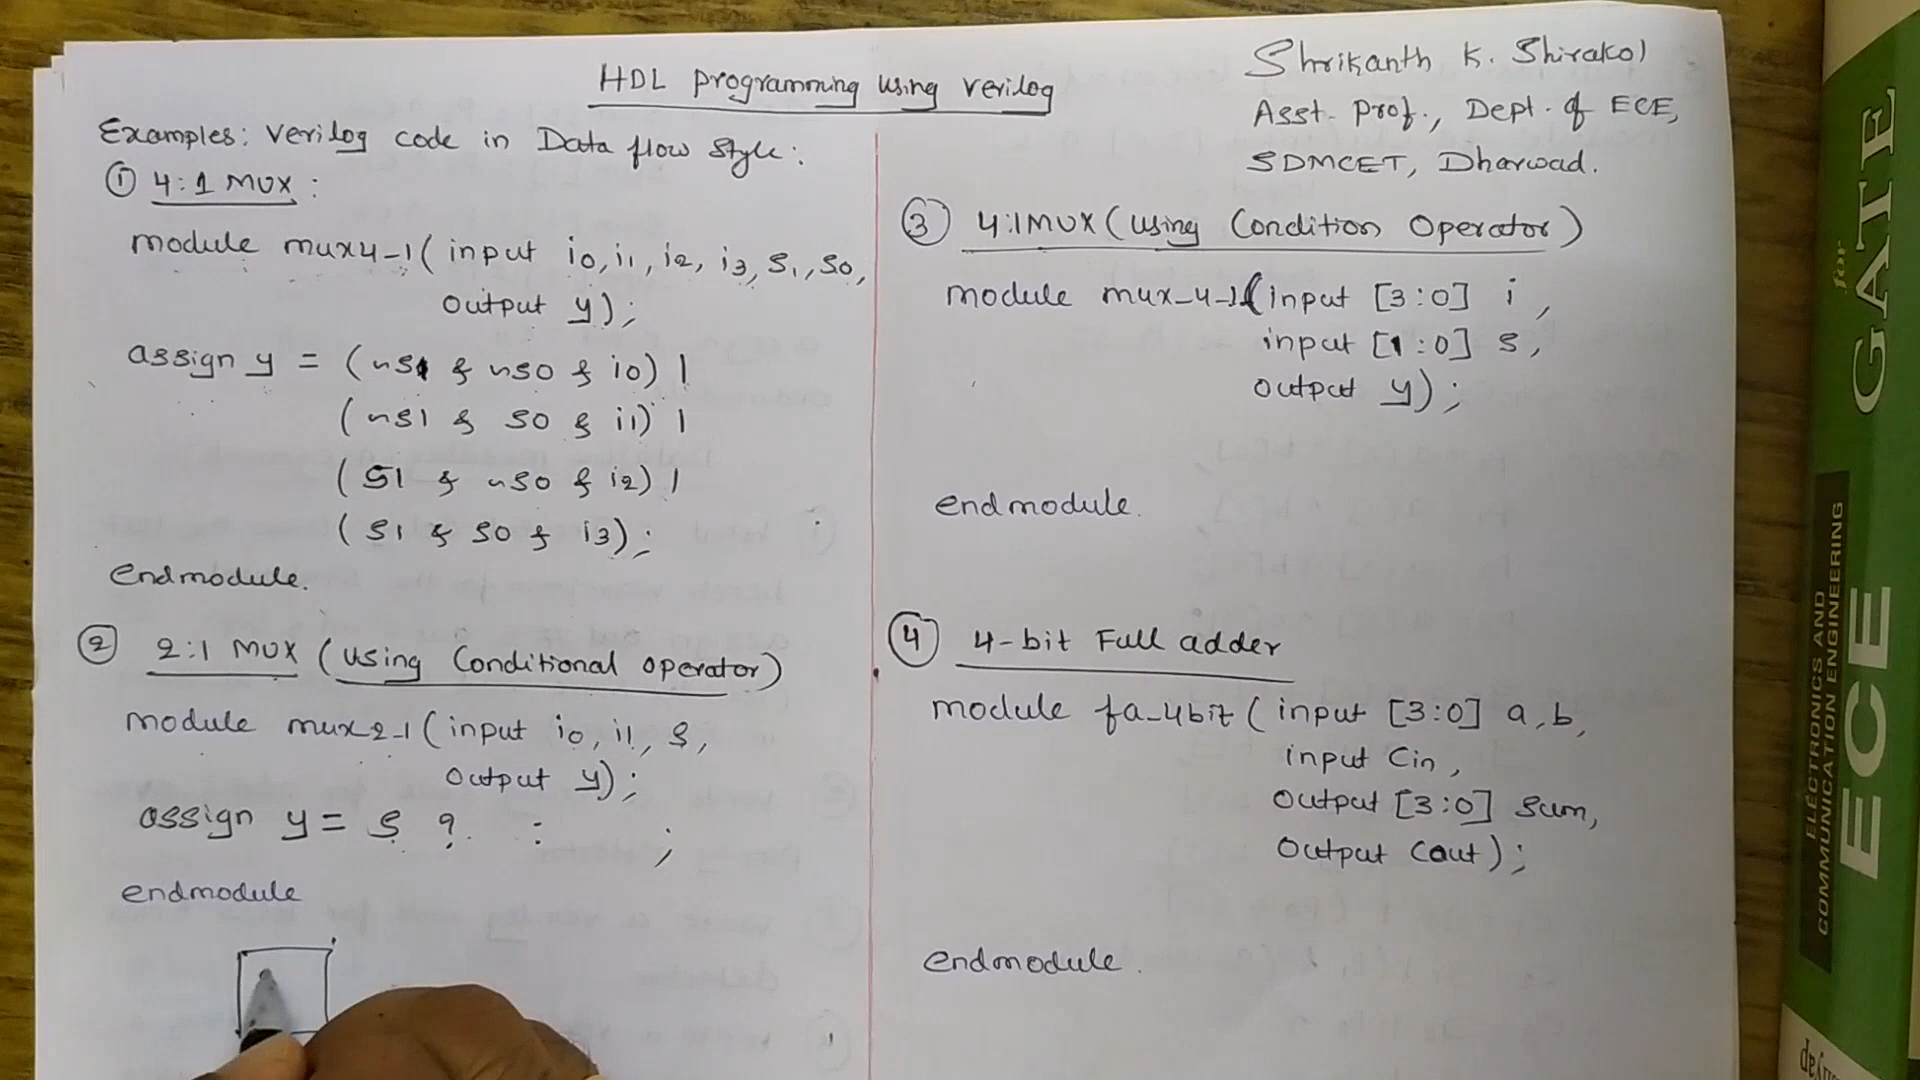 HDL programming using verilog
Shrikanth K. Shirakol
Asst. Prof., Dept. of ECE,
SDMCET, Dharwad.
Examples: Verilog code in Data flow Style:
① 4:1 MUX :
module mux4-1( input i0, i1, i2, i3, S1, S0,
output y);
assign y = (~S1 & ~S0 & i0) |
(~S1 & S0 & i1) |
(S1 & ~S0 & i2) |
(S1 & S0 & i3);
endmodule.
② 2:1 MUX (using Conditional operator)
module mux2-1( input i0, i1, S,
output y);
assign y = S ? : ;
endmodule
③ 4:1 MUX (using Condition Operator)
module mux_4-1(input [3:0] i ,
input [1:0] S,
output y);
endmodule.
④ 4-bit Full adder
module fa_4bit ( input [3:0] a, b,
input Cin ,
output [3:0] Sum,
output Cout);
endmodule.
for
GATE
ELECTRONICS AND
COMMUNICATION ENGINEERING
ECE